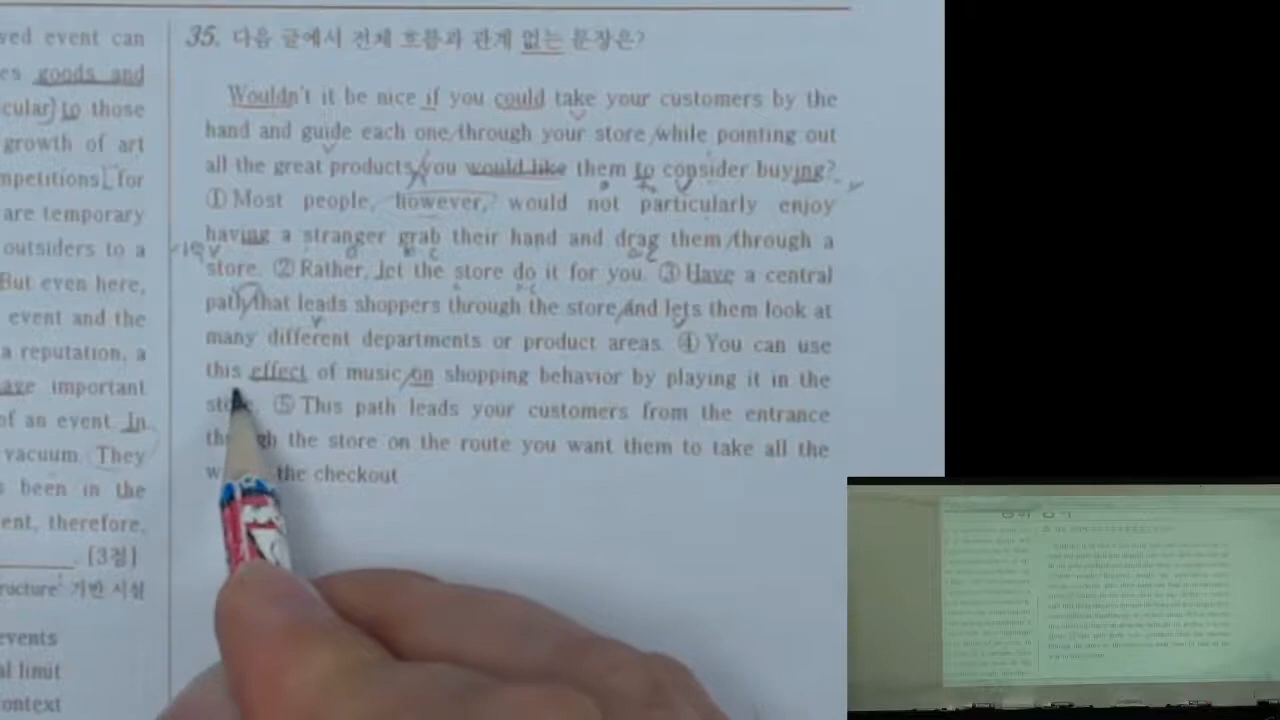 ved event can
es goods and
cular) to those
growth of art
mpetitions for
are temporary
outsiders to a
But even here,
event and the
a reputation, a
ave important
of an event. In
vacuum. They
s been in the
ent, therefore,
[3점]
ructure: 기반 시설
events
al limit
context
35. 다음 글에서 전체 흐름과 관계 없는 문장은?
Wouldn't it be nice if you could take your customers by the
hand and guide each one through your store while pointing out
all the great products you would like them to consider buying?
① Most people, however, would not particularly enjoy
having a stranger grab their hand and drag them through a
store. ② Rather, let the store do it for you. ③ Have a central
path that leads shoppers through the store and lets them look at
many different departments or product areas. ④ You can use
this effect of music on shopping behavior by playing it in the
⑤ This path leads your customers from the entrance
the store on the route you want them to take all the
the checkout